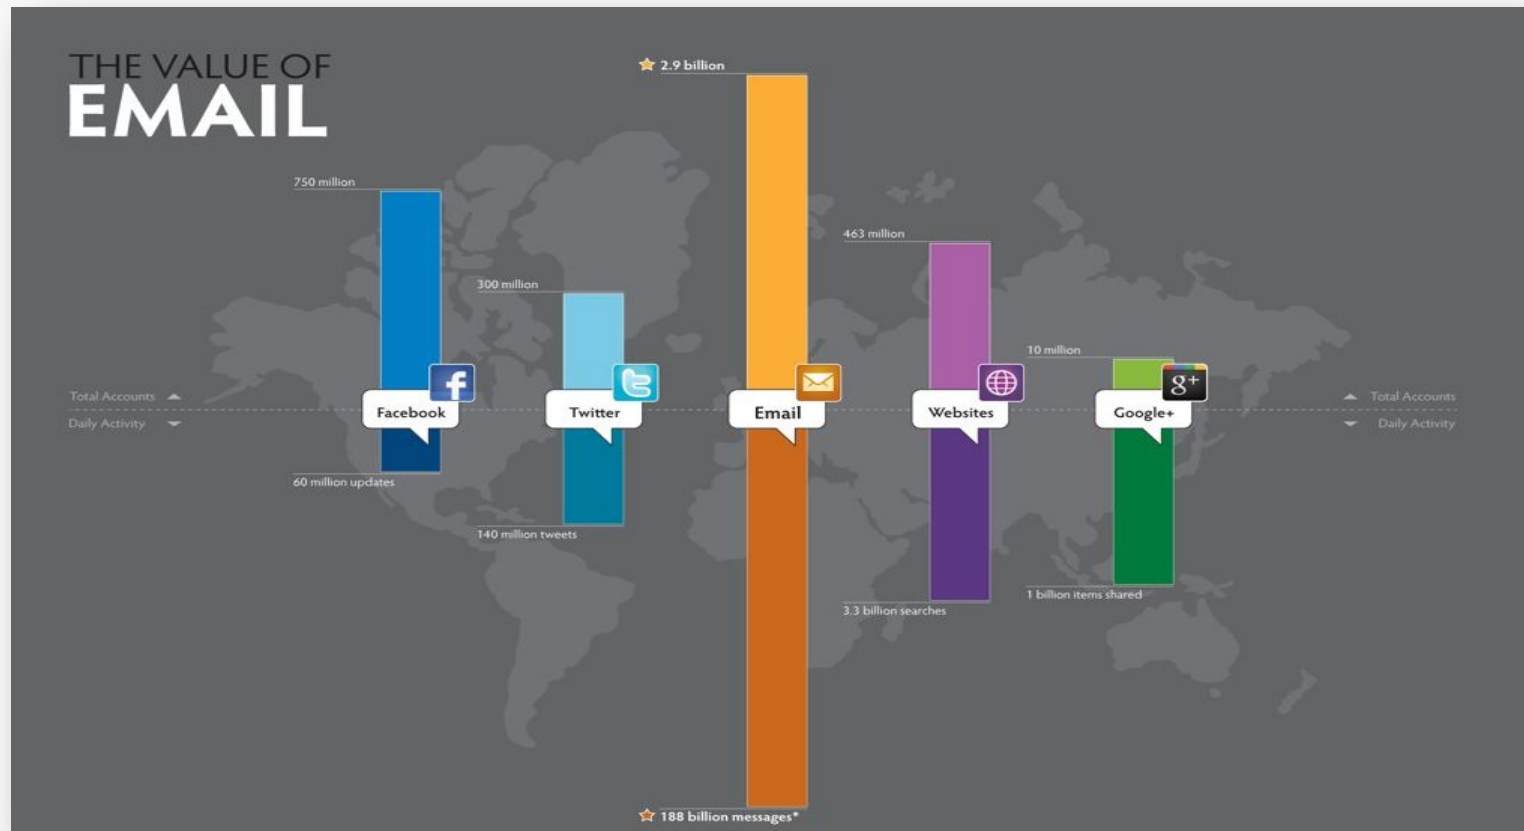 THE VALUE OF
EMAIL
2.9 billion
750 million
463 million
300 million
10 million
f
t
g+
Total Accounts
Total Accounts
Facebook
Twitter
Email
Websites
Google+
Daily Activity
Daily Activity
60 million updates
140 million tweets
1 billion items shared
3.3 billion searches
188 billion messages*